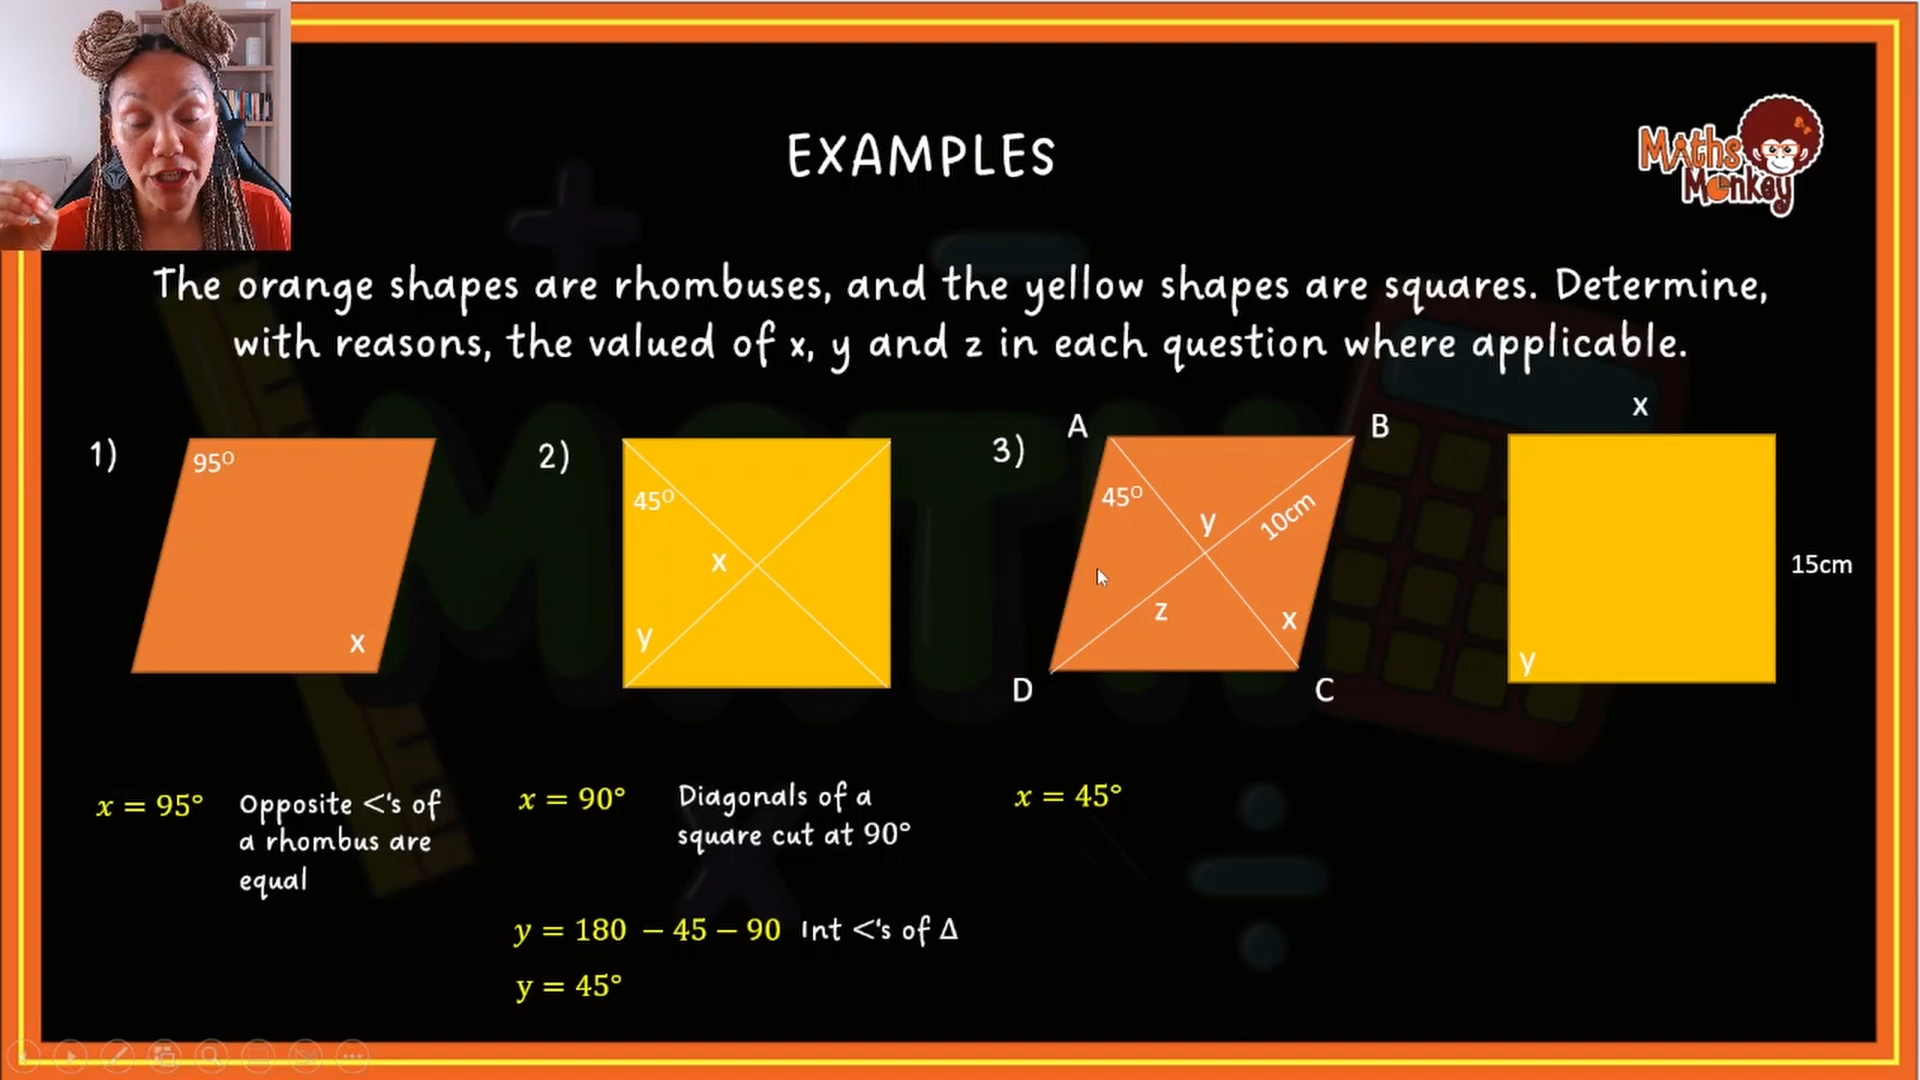 EXAMPLES
Maths
Monkey
The orange shapes are rhombuses, and the yellow shapes are squares. Determine,
with reasons, the valued of x, y and z in each question where applicable.
1)
95⁰
x
2)
45⁰
x
y
3)
A
B
45⁰
y
10cm
z
x
D
C
x
15cm
y
x = 95°
Opposite <'s of
a rhombus are
equal
x = 90°
Diagonals of a
square cut at 90°
y = 180 − 45 − 90 Int <'s of Δ
y = 45°
x = 45°